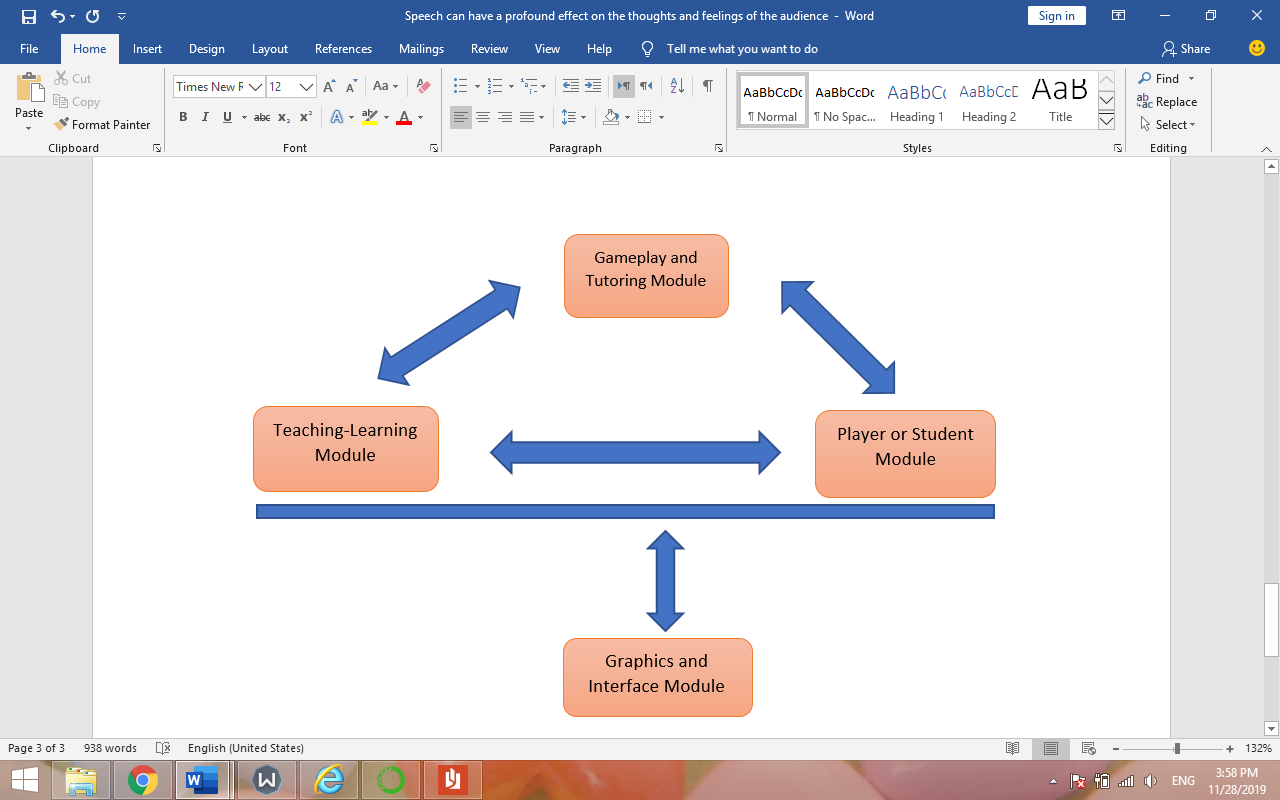 Speech can have a profound effect on the thoughts and feelings of the audience - Word
Sign in
File Home Insert Design Layout References Mailings Review View Help Tell me what you want to do Share
Paste
Cut
Copy
Format Painter
Clipboard
Times New R 12
B I U abc x₂ x²
Font
Paragraph
AaBbCcDc AaBbCcDc AaBbCc AaBbCcD AaB
¶ Normal ¶ No Spac... Heading 1 Heading 2 Title
Styles
Find
Replace
Select
Editing
Gameplay and
Tutoring Module
Teaching-Learning
Module
Player or Student
Module
Graphics and
Interface Module
Page 3 of 3 938 words English (United States) 132%
ENG
3:58 PM
11/28/2019